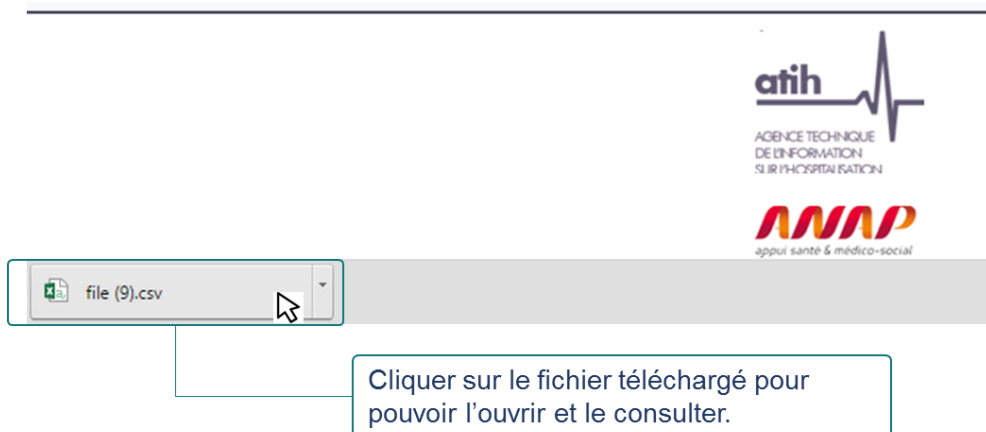 atih
AGENCE TECHNIQUE
DE L'INFORMATION
SUR L'HOSPITALISATION
ANAP
appui santé & médico-social
file (9).csv
Cliquer sur le fichier téléchargé pour
pouvoir l’ouvrir et le consulter.